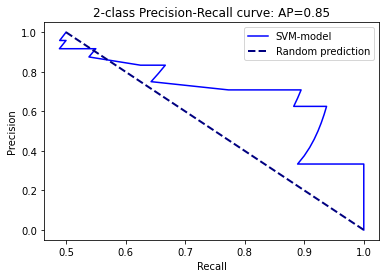 2-class Precision-Recall curve: AP=0.85
SVM-model
Random prediction
Precision
1.0
0.8
0.6
0.4
0.2
0.0
0.5
0.6
0.7
0.8
0.9
1.0
Recall